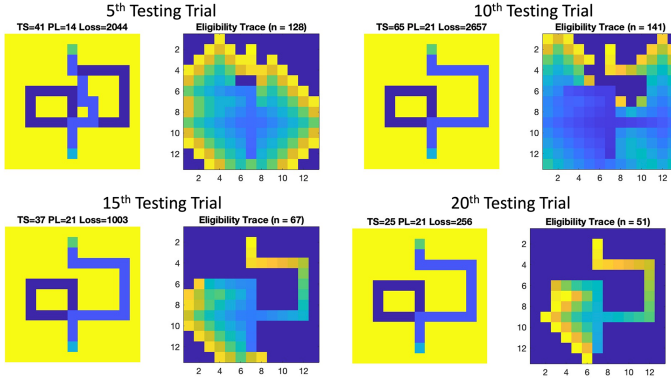 5th Testing Trial
TS=41 PL=14 Loss=2044
Eligibility Trace (n = 128)
2
4
6
8
10
12
2 4 6 8 10 12
10th Testing Trial
TS=65 PL=21 Loss=2657
Eligibility Trace (n = 141)
2
4
6
8
10
12
2 4 6 8 10 12
15th Testing Trial
TS=37 PL=21 Loss=1003
Eligibility Trace (n = 67)
2
4
6
8
10
12
2 4 6 8 10 12
20th Testing Trial
TS=25 PL=21 Loss=256
Eligibility Trace (n = 51)
2
4
6
8
10
12
2 4 6 8 10 12